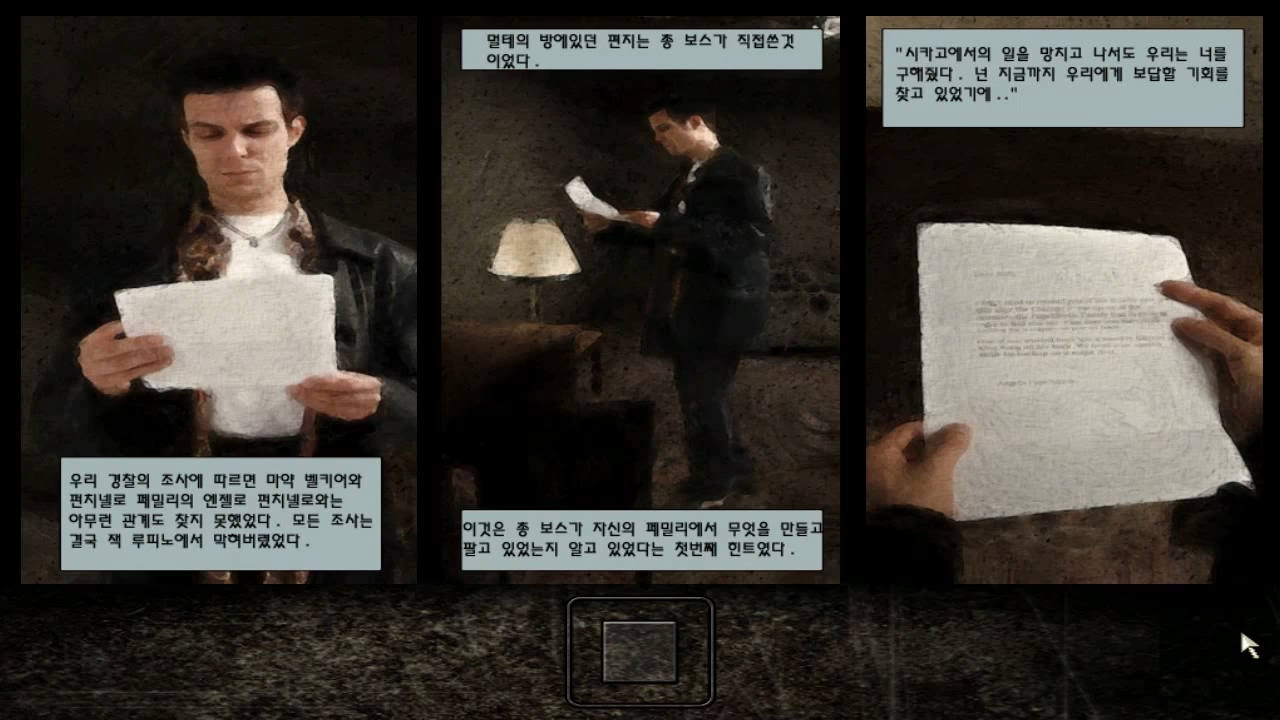 우리 경찰의 조사에 따르면 마약 벨키어와
펀치넬로 페밀리의 엔젤로 펀치넬로와는
아무런 관계도 찾지 못했었다. 모든 조사는
결국 잭 루피노에서 막혀버렸었다.
멀테의 방에있던 편지는 총 보스가 직접쓴것
이었다.
이것은 총 보스가 자신의 페밀리에서 무엇을 만들고
팔고 있었는지 알고 있었다는 첫번째 힌트였다.
"시카고에서의 일을 망치고 나서도 우리는 너를
구해줬다. 넌 지금까지 우리에게 보답할 기회를
찾고 있었기에.."